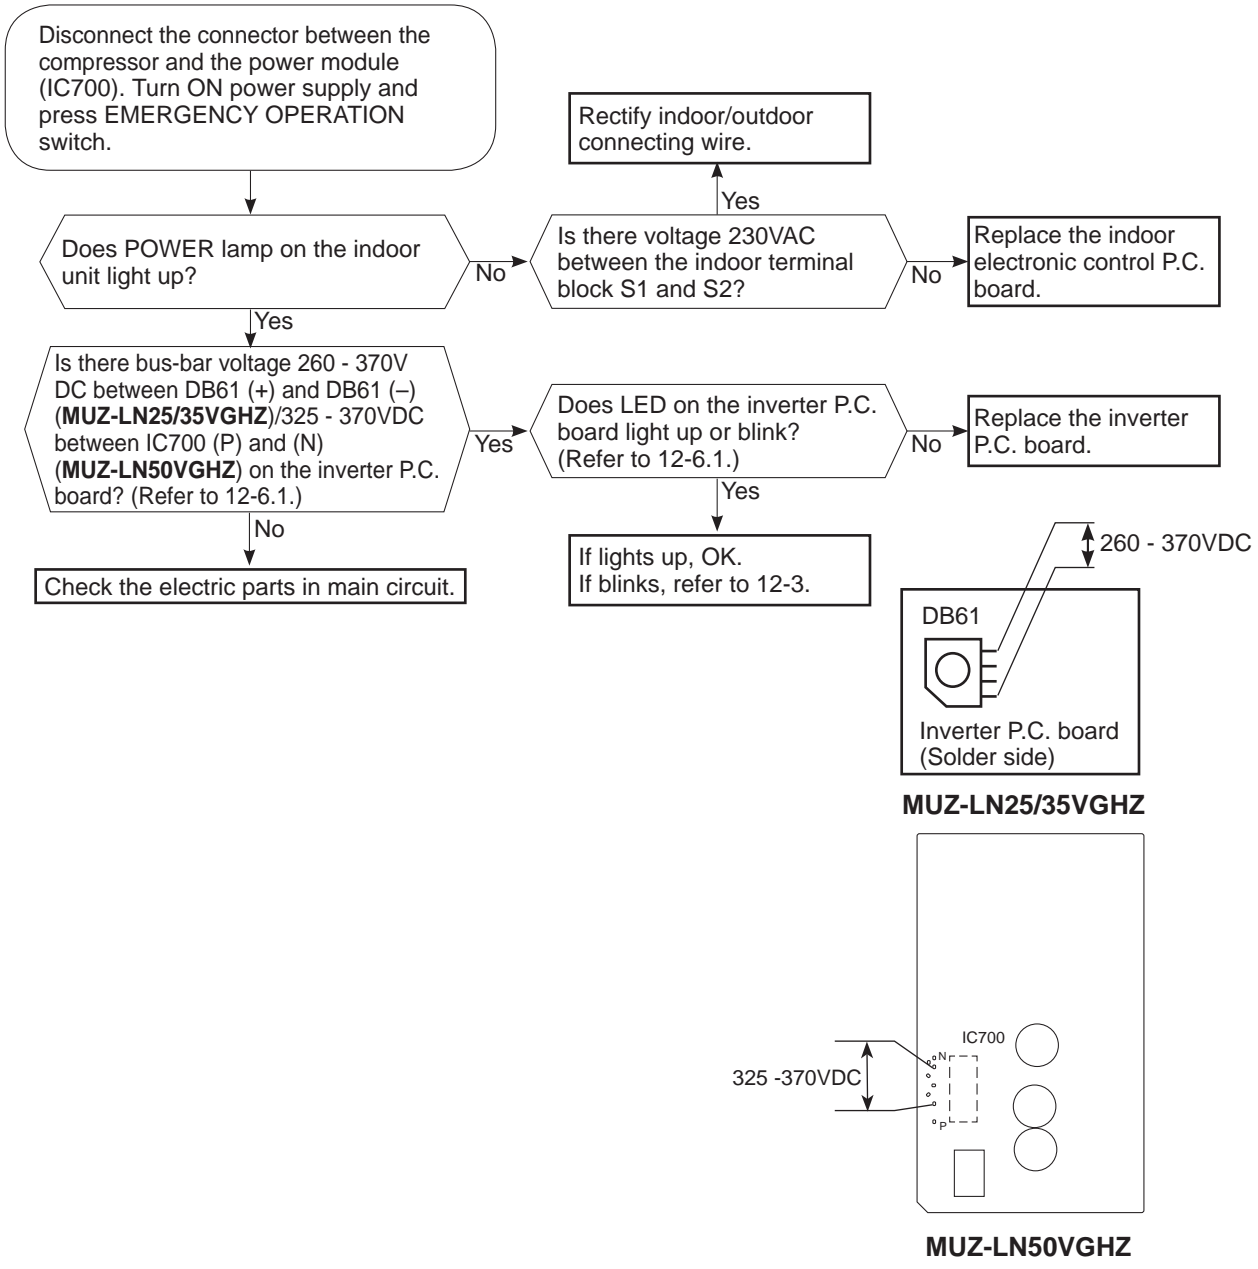 Disconnect the connector between the
compressor and the power module
(IC700). Turn ON power supply and
press EMERGENCY OPERATION
switch.
Rectify indoor/outdoor
connecting wire.
Yes
Does POWER lamp on the indoor
unit light up?
No
Is there voltage 230VAC
between the indoor terminal
block S1 and S2?
No
Replace the indoor
electronic control P.C.
board.
Yes
Is there bus-bar voltage 260 - 370V
DC between DB61 (+) and DB61 (–)
(MUZ-LN25/35VGHZ)/325 - 370VDC
between IC700 (P) and (N)
(MUZ-LN50VGHZ) on the inverter P.C.
board? (Refer to 12-6.1.)
Yes
Does LED on the inverter P.C.
board light up or blink?
(Refer to 12-6.1.)
No
Replace the inverter
P.C. board.
Yes
No
If lights up, OK.
If blinks, refer to 12-3.
Check the electric parts in main circuit.
260 - 370VDC
DB61
Inverter P.C. board
(Solder side)
MUZ-LN25/35VGHZ
IC700
N
325 -370VDC
P
MUZ-LN50VGHZ